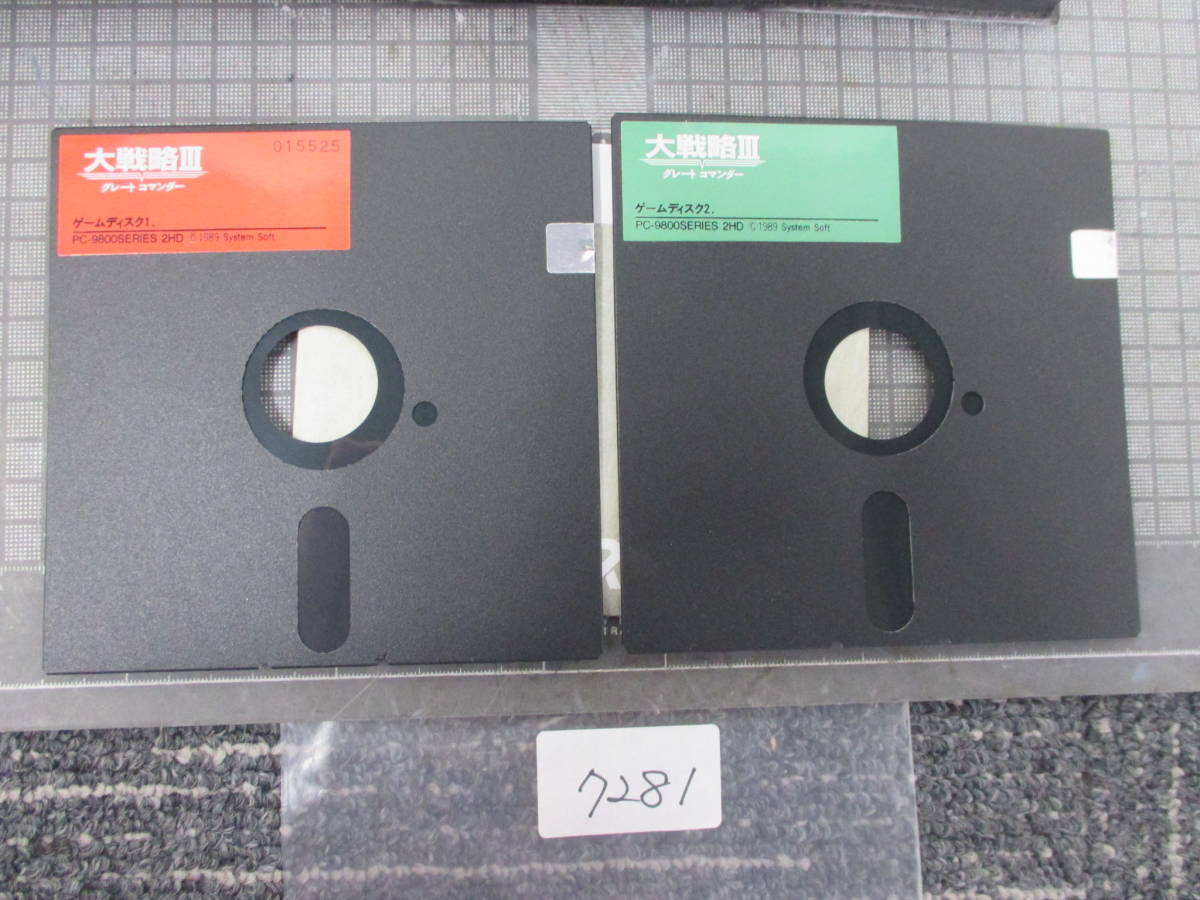 大戦略III
015525
グレート コマンダー
ゲームディスク1.
PC-9800SERIES 2HD ©1989 System Soft
大戦略III
グレート コマンダー
ゲームディスク2.
PC-9800SERIES 2HD ©1989 System Soft
7281